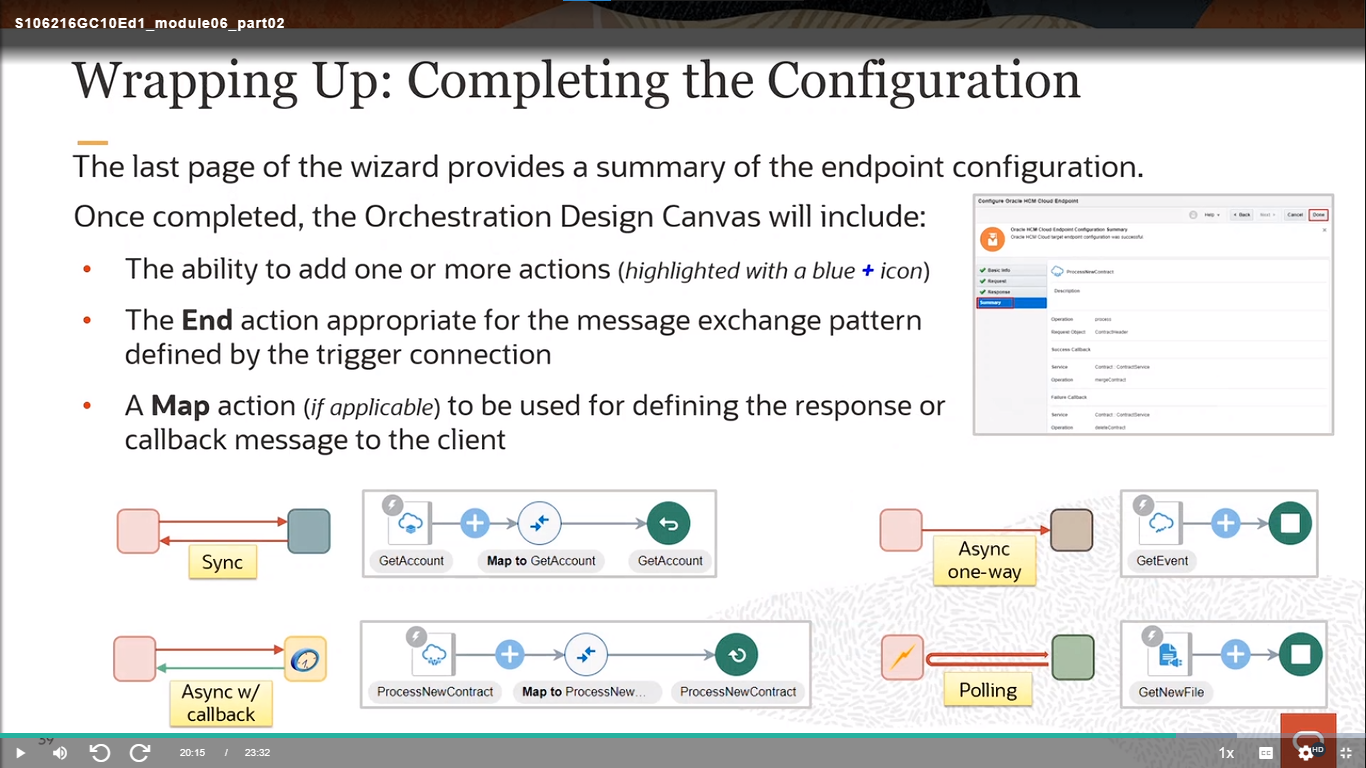 S106216GC10Ed1_module06_part02
Wrapping Up: Completing the Configuration
The last page of the wizard provides a summary of the endpoint configuration.
Once completed, the Orchestration Design Canvas will include:
• The ability to add one or more actions (highlighted with a blue + icon)
• The End action appropriate for the message exchange pattern
defined by the trigger connection
• A Map action (if applicable) to be used for defining the response or
callback message to the client
Configure Oracle HCM Cloud Endpoint
Help
Back
Next
Cancel
Done
Oracle HCM Cloud Endpoint Configuration Summary
Oracle HCM Cloud target endpoint configuration was successful
Basic Info
Request
Response
Summary
ProcessNewContract
Description
Operation process
Request Object ContractHeader
Success Callback
Service Contract : ContractService
Operation mergeContract
Failure Callback
Service Contract : ContractService
Operation deleteContract
Sync
GetAccount
Map to GetAccount
GetAccount
Async
one-way
GetEvent
Async w/
callback
ProcessNewContract
Map to ProcessNew...
ProcessNewContract
Polling
GetNewFile
39
20:15 / 23:32
1x
CC
HD